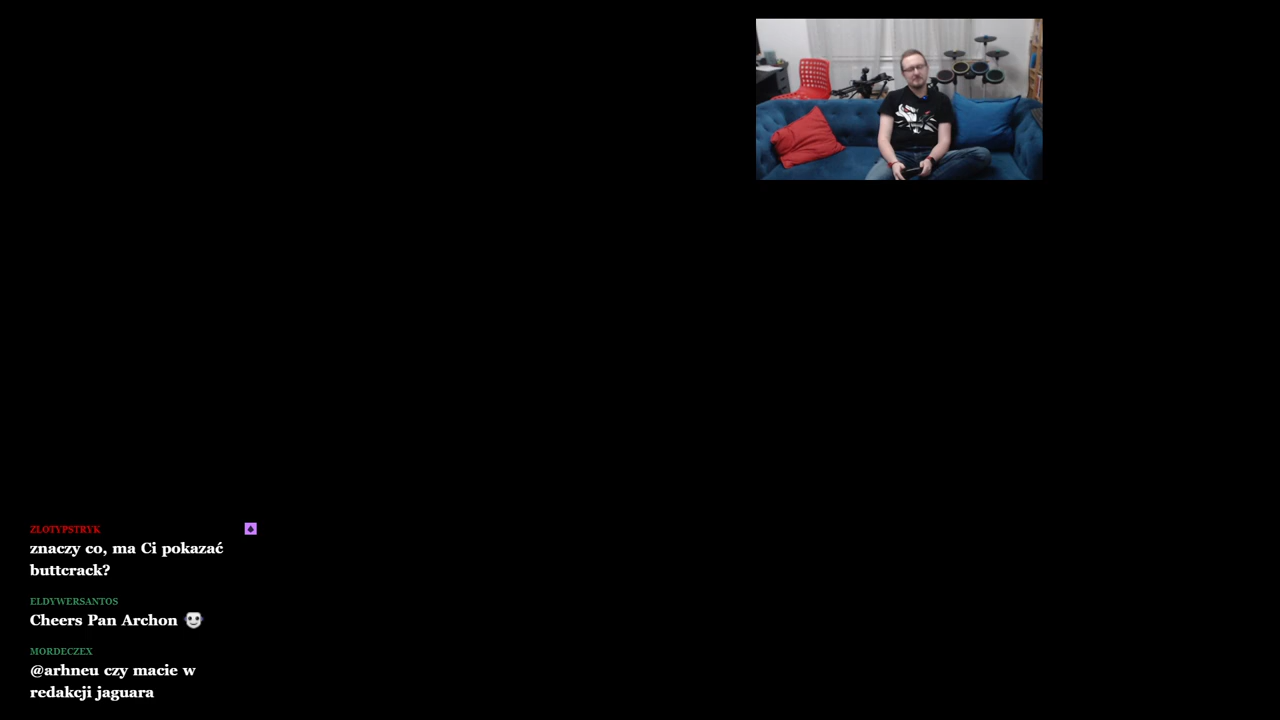 ZLOTYPSTRYK
znaczy co, ma Ci pokazać
buttcrack?
ELDYWERSANTOS
Cheers Pan Archon
MORDECZEX
@arhneu czy macie w
redakcji jaguara